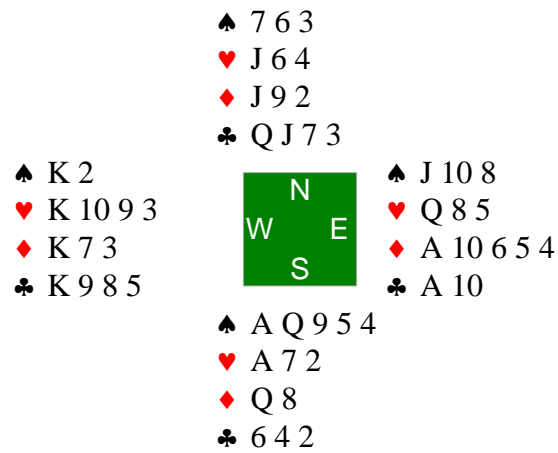 ♠ 7 6 3
♥ J 6 4
♦ J 9 2
♣ Q J 7 3
♠ K 2
♥ K 10 9 3
♦ K 7 3
♣ K 9 8 5
N
W E
S
♠ J 10 8
♥ Q 8 5
♦ A 10 6 5 4
♣ A 10
♠ A Q 9 5 4
♥ A 7 2
♦ Q 8
♣ 6 4 2